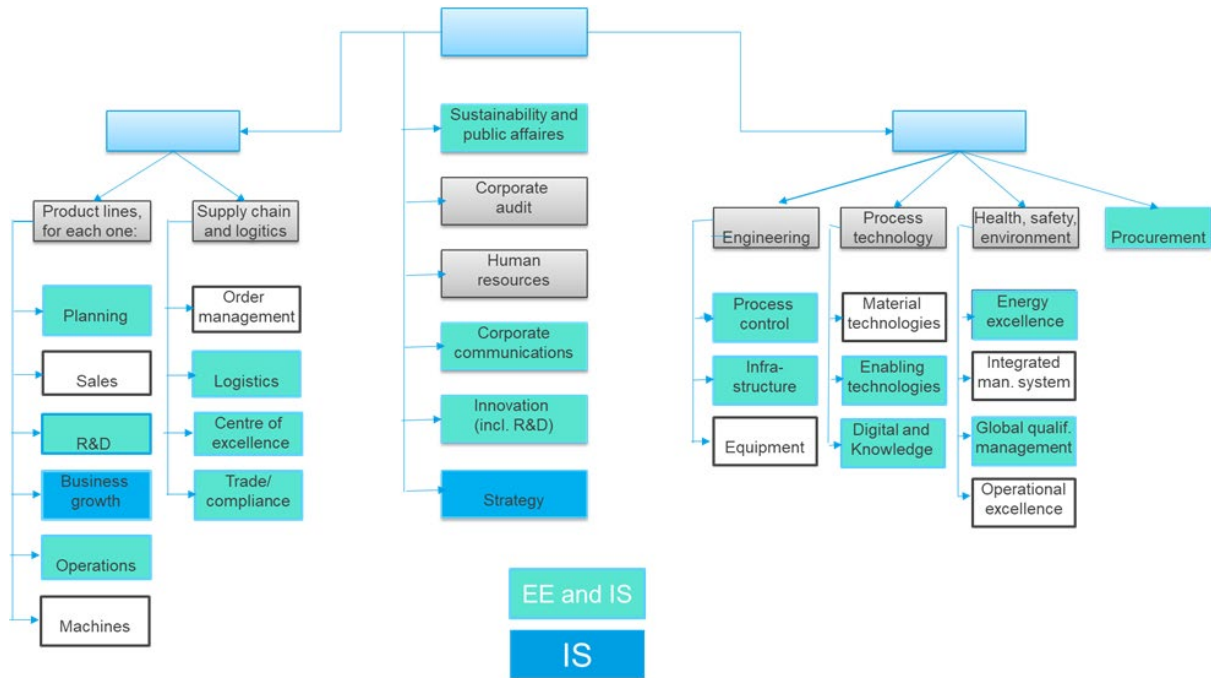 Sustainability and
public affaires
Corporate
audit
Human
resources
Corporate
communications
Innovation
(incl. R&D)
Strategy
Product lines,
for each one:
Planning
Sales
R&D
Business
growth
Operations
Machines
Supply chain
and logitics
Order
management
Logistics
Centre of
excellence
Trade/
compliance
Engineering
Process
control
Infra-
structure
Equipment
Process
technology
Material
technologies
Enabling
technologies
Digital and
Knowledge
Health, safety,
environment
Energy
excellence
Integrated
man. system
Global qualif.
management
Operational
excellence
Procurement
EE and IS
IS